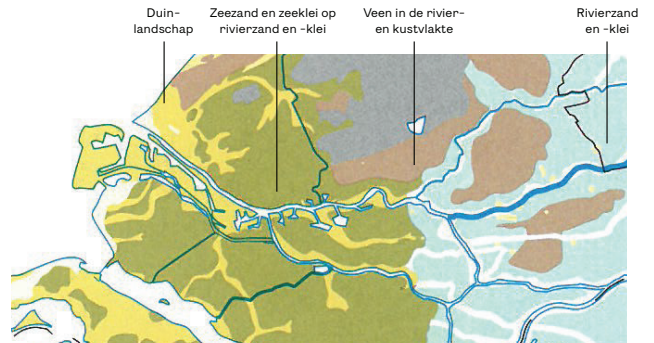 Duin-
landschap
Zeezand en zeeklei op
rivierzand en -klei
Veen in de rivier-
en kustvlakte
Rivierzand
en -klei